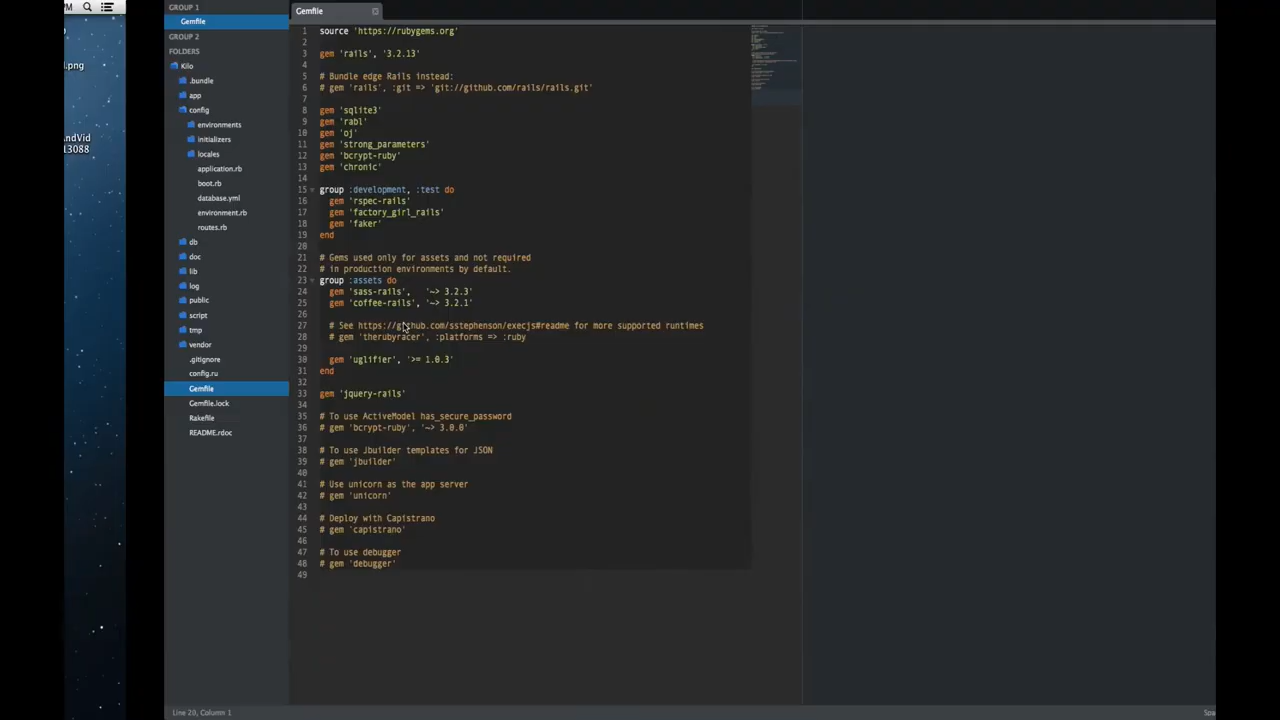 PM
l.png
AndVid
13088
GROUP 1
Gemfile
GROUP 2
FOLDERS
Kilo
.bundle
app
config
environments
initializers
locales
application.rb
boot.rb
database.yml
environment.rb
routes.rb
db
doc
lib
log
public
script
tmp
vendor
.gitignore
config.ru
Gemfile
Gemfile.lock
Rakefile
README.rdoc
Gemfile
1 source 'https://rubygems.org'
2
3 gem 'rails', '3.2.13'
4
5 # Bundle edge Rails instead:
6 # gem 'rails', :git => 'git://github.com/rails/rails.git'
7
8 gem 'sqlite3'
9 gem 'rabl'
10 gem 'oj'
11 gem 'strong_parameters'
12 gem 'bcrypt-ruby'
13 gem 'chronic'
14
15 group :development, :test do
16 gem 'rspec-rails'
17 gem 'factory_girl_rails'
18 gem 'faker'
19 end
20
21 # Gems used only for assets and not required
22 # in production environments by default.
23 group :assets do
24 gem 'sass-rails', '~> 3.2.3'
25 gem 'coffee-rails', '~> 3.2.1'
26
27 # See https://github.com/sstephenson/execjs#readme for more supported runtimes
28 # gem 'therubyracer', :platforms => :ruby
29
30 gem 'uglifier', '>= 1.0.3'
31 end
32
33 gem 'jquery-rails'
34
35 # To use ActiveModel has_secure_password
36 # gem 'bcrypt-ruby', '~> 3.0.0'
37
38 # To use Jbuilder templates for JSON
39 # gem 'jbuilder'
40
41 # Use unicorn as the app server
42 # gem 'unicorn'
43
44 # Deploy with Capistrano
45 # gem 'capistrano'
46
47 # To use debugger
48 # gem 'debugger'
49
Line 20, Column 1
Spa